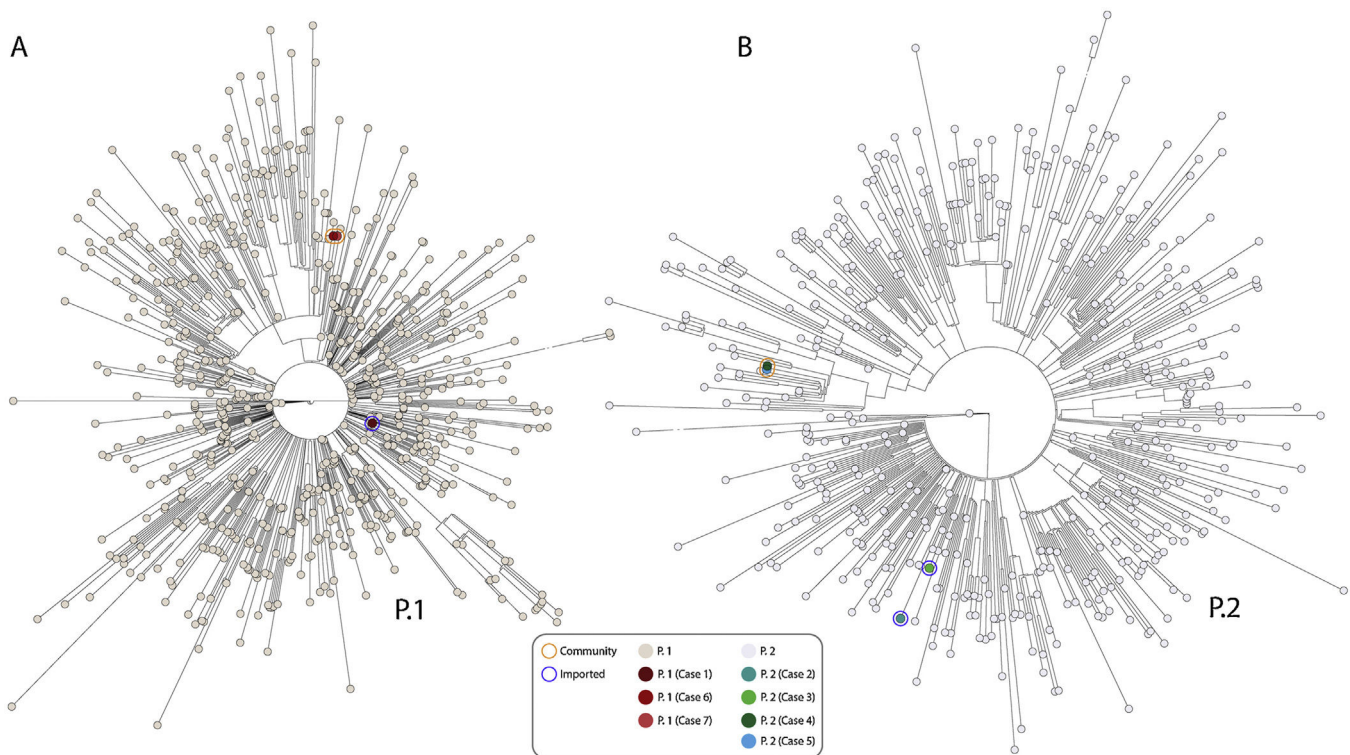 A
B
P.1
P.2
Community
Imported
P. 1
P. 1 (Case 1)
P. 1 (Case 6)
P. 1 (Case 7)
P. 2
P. 2 (Case 2)
P. 2 (Case 3)
P. 2 (Case 4)
P. 2 (Case 5)